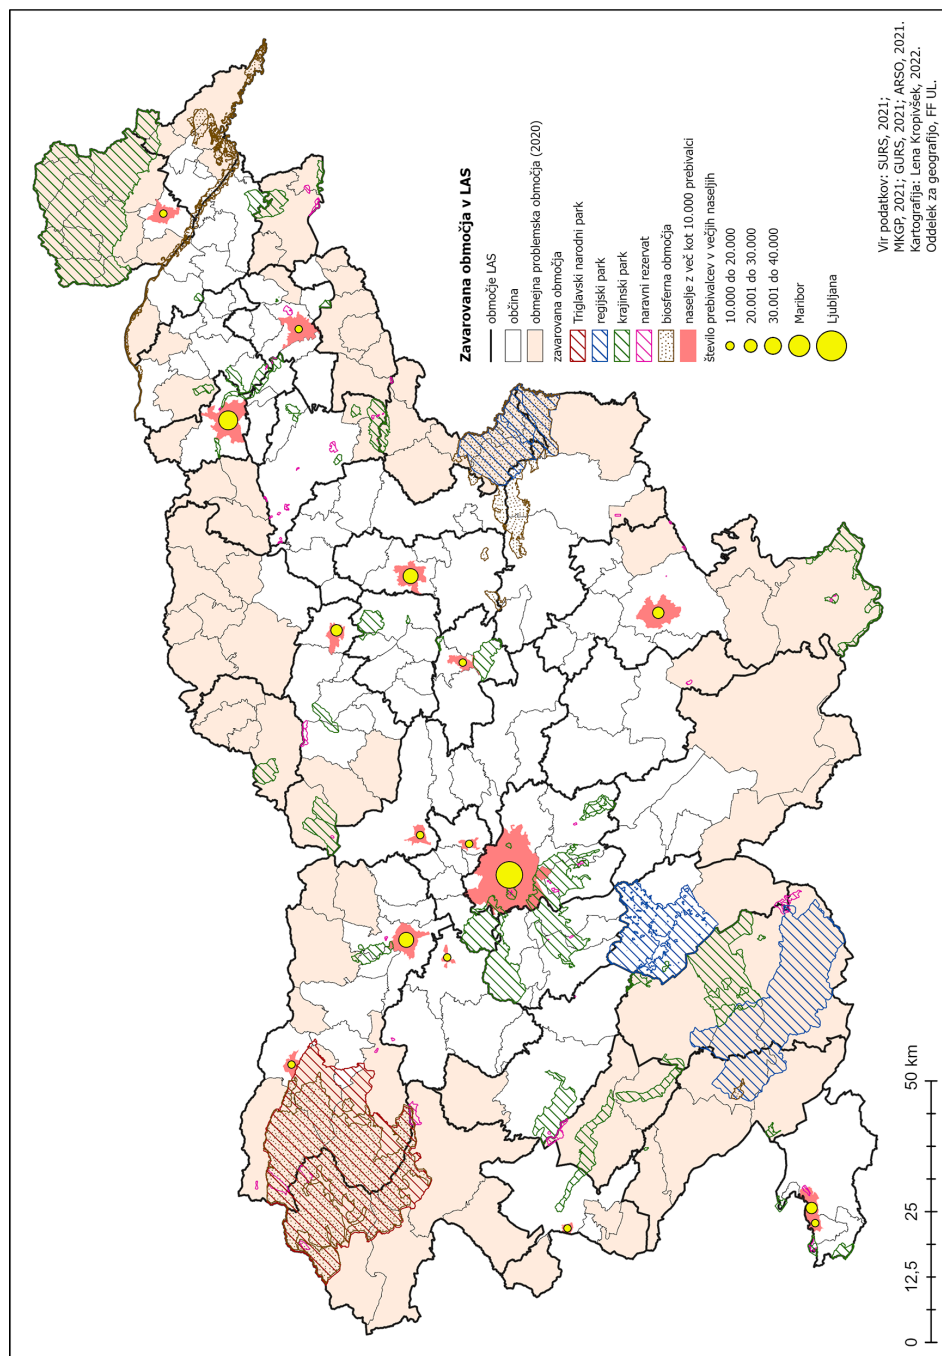 Zavarovana območja v LAS
območje LAS
občina
obmejna problemska območja (2020)
zavarovana območja
Triglavski narodni park
regijski park
krajinski park
naravni rezervat
biosferna območja
naselje z več kot 10.000 prebivalci
število prebivalcev v večjih naseljih
10.000 do 20.000
20.001 do 30.000
30.001 do 40.000
Maribor
Ljubljana
Vir podatkov: SURS, 2021;
MKGP, 2021; GURS, 2021; ARSO, 2021.
Kartografija: Lena Kropivšek, 2022.
Oddelek za geografijo, FF UL.
0 12,5 25 50 km